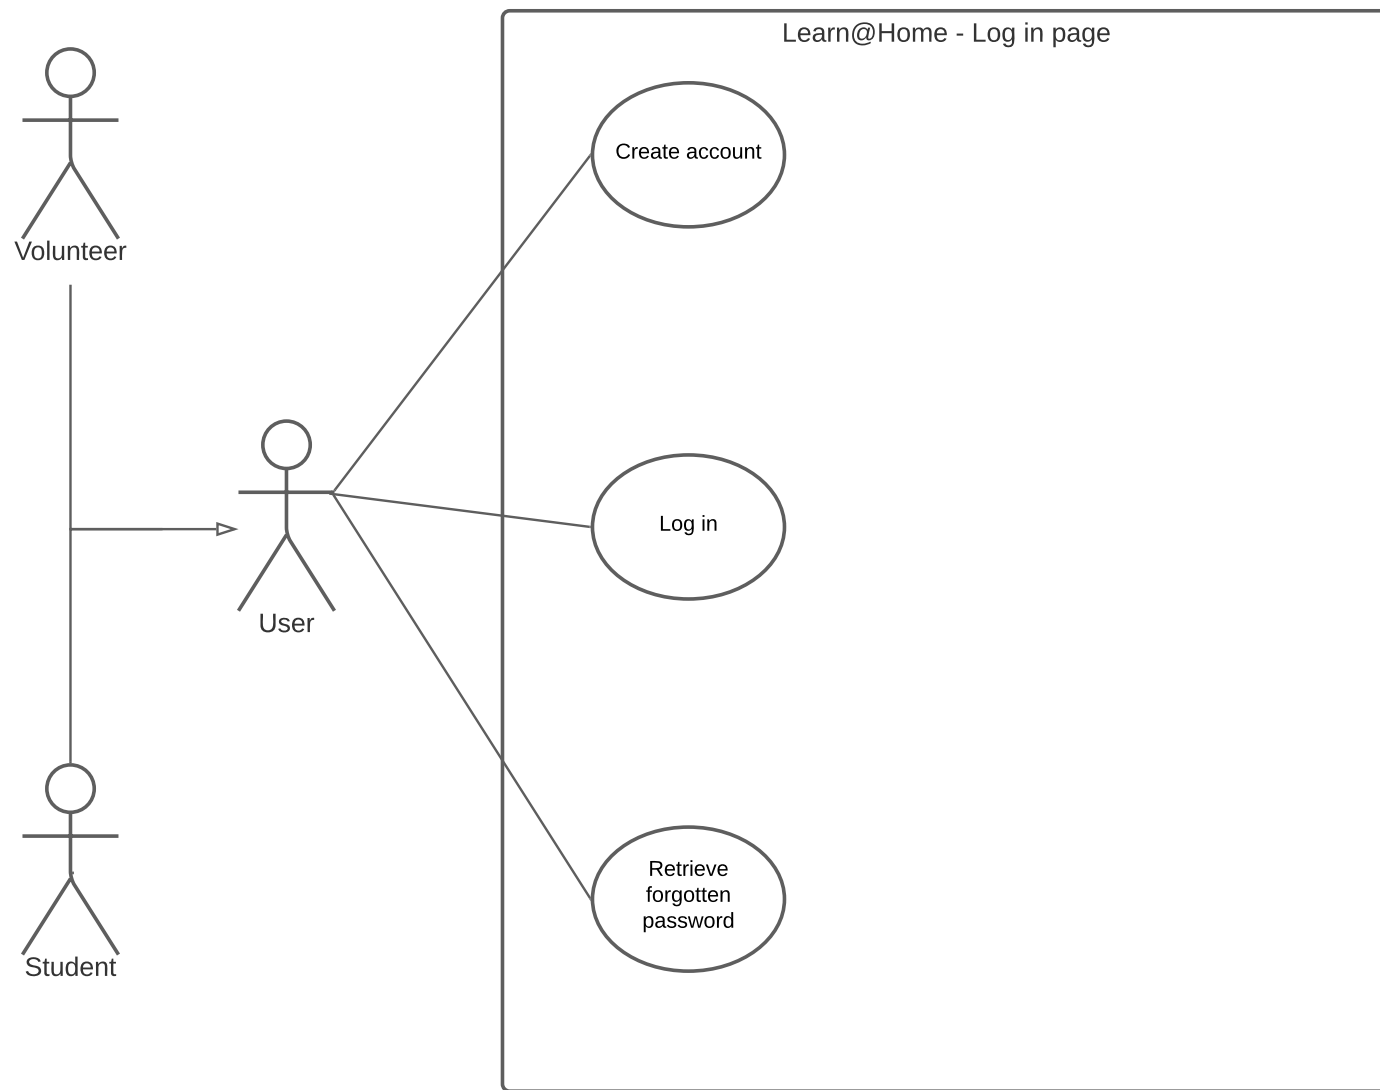 Learn@Home - Log in page
Volunteer
Create account
User
Log in
Student
Retrieve
forgotten
password